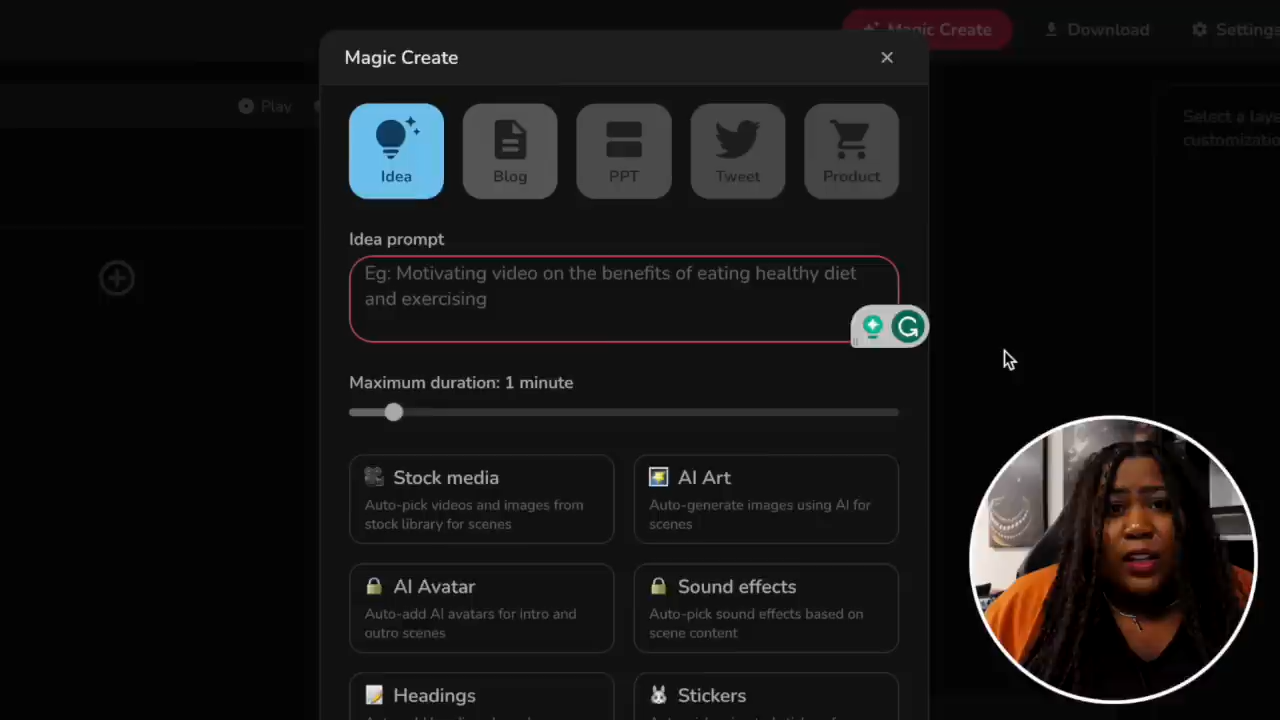 Magic Create
Download
Settings
Magic Create
Play
Select a laye
customizatio
Idea
Blog
PPT
Tweet
Product
Idea prompt
Eg: Motivating video on the benefits of eating healthy diet
and exercising
Maximum duration: 1 minute
Stock media
Auto-pick videos and images from
stock library for scenes
AI Art
Auto-generate images using AI for
scenes
AI Avatar
Auto-add AI avatars for intro and
outro scenes
Sound effects
Auto-pick sound effects based on
scene content
Headings
Stickers